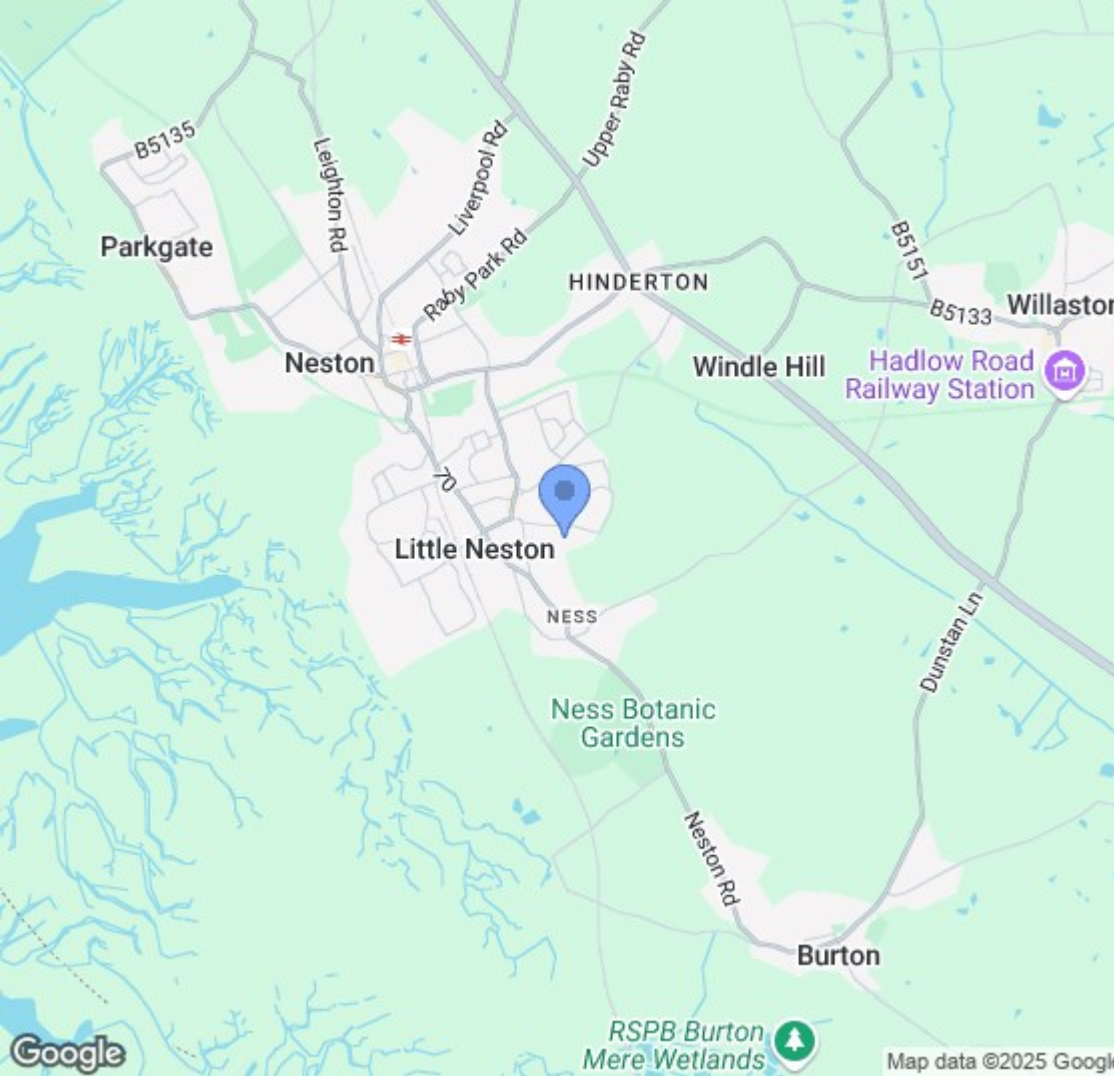 B5135
Leighton Rd
Liverpool Rd
Upper Raby Rd
Parkgate
Raby Park Rd
HINDERTON
B5151
B5133
Willaston
Neston
Windle Hill
Hadlow Road
Railway Station
70
Little Neston
NESS
Dunstan Ln
Ness Botanic
Gardens
Neston Rd
Burton
RSPB Burton
Mere Wetlands
Google
Map data ©2025 Google